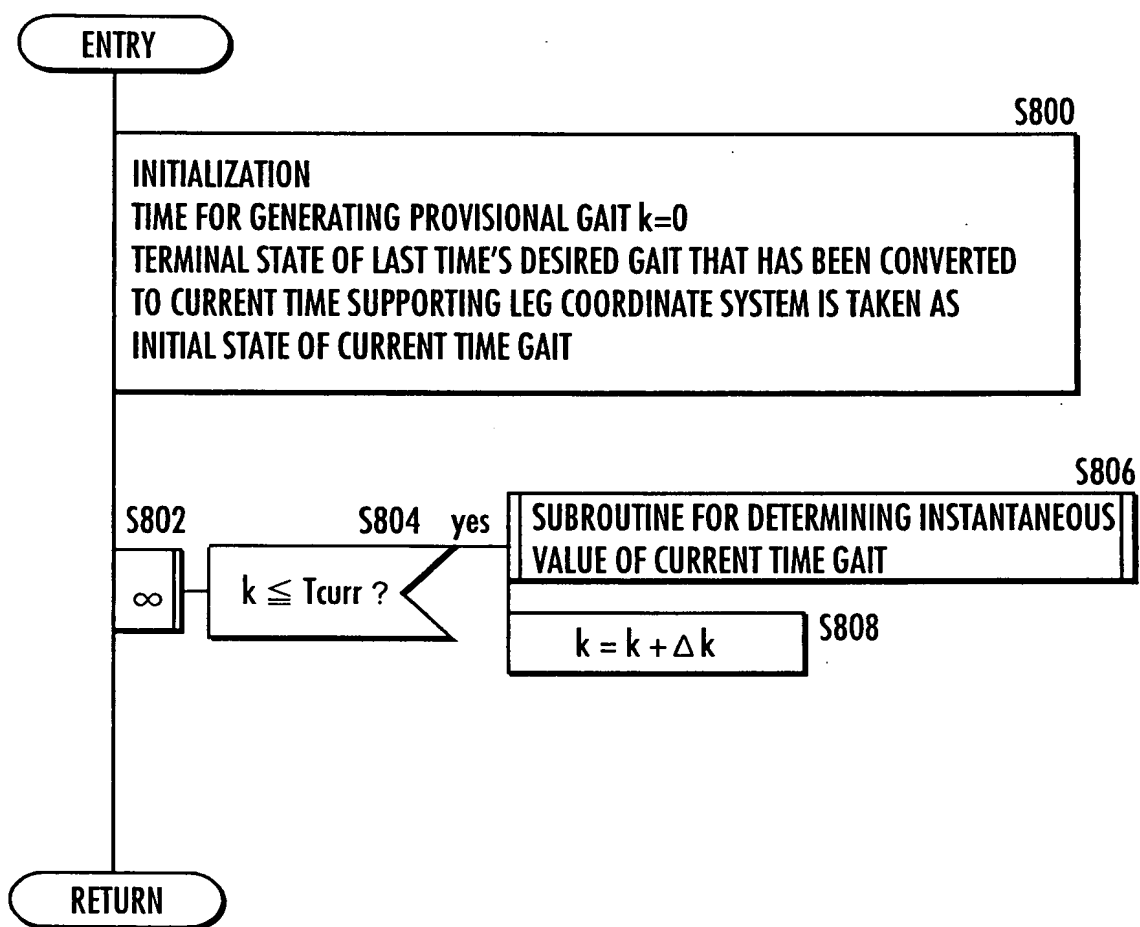 ENTRY
S800
INITIALIZATION
TIME FOR GENERATING PROVISIONAL GAIT k=0
TERMINAL STATE OF LAST TIME'S DESIRED GAIT THAT HAS BEEN CONVERTED
TO CURRENT TIME SUPPORTING LEG COORDINATE SYSTEM IS TAKEN AS
INITIAL STATE OF CURRENT TIME GAIT
S802
∞
S804
k ≦ Tcurr ?
yes
S806
SUBROUTINE FOR DETERMINING INSTANTANEOUS
VALUE OF CURRENT TIME GAIT
S808
k = k + Δk
RETURN